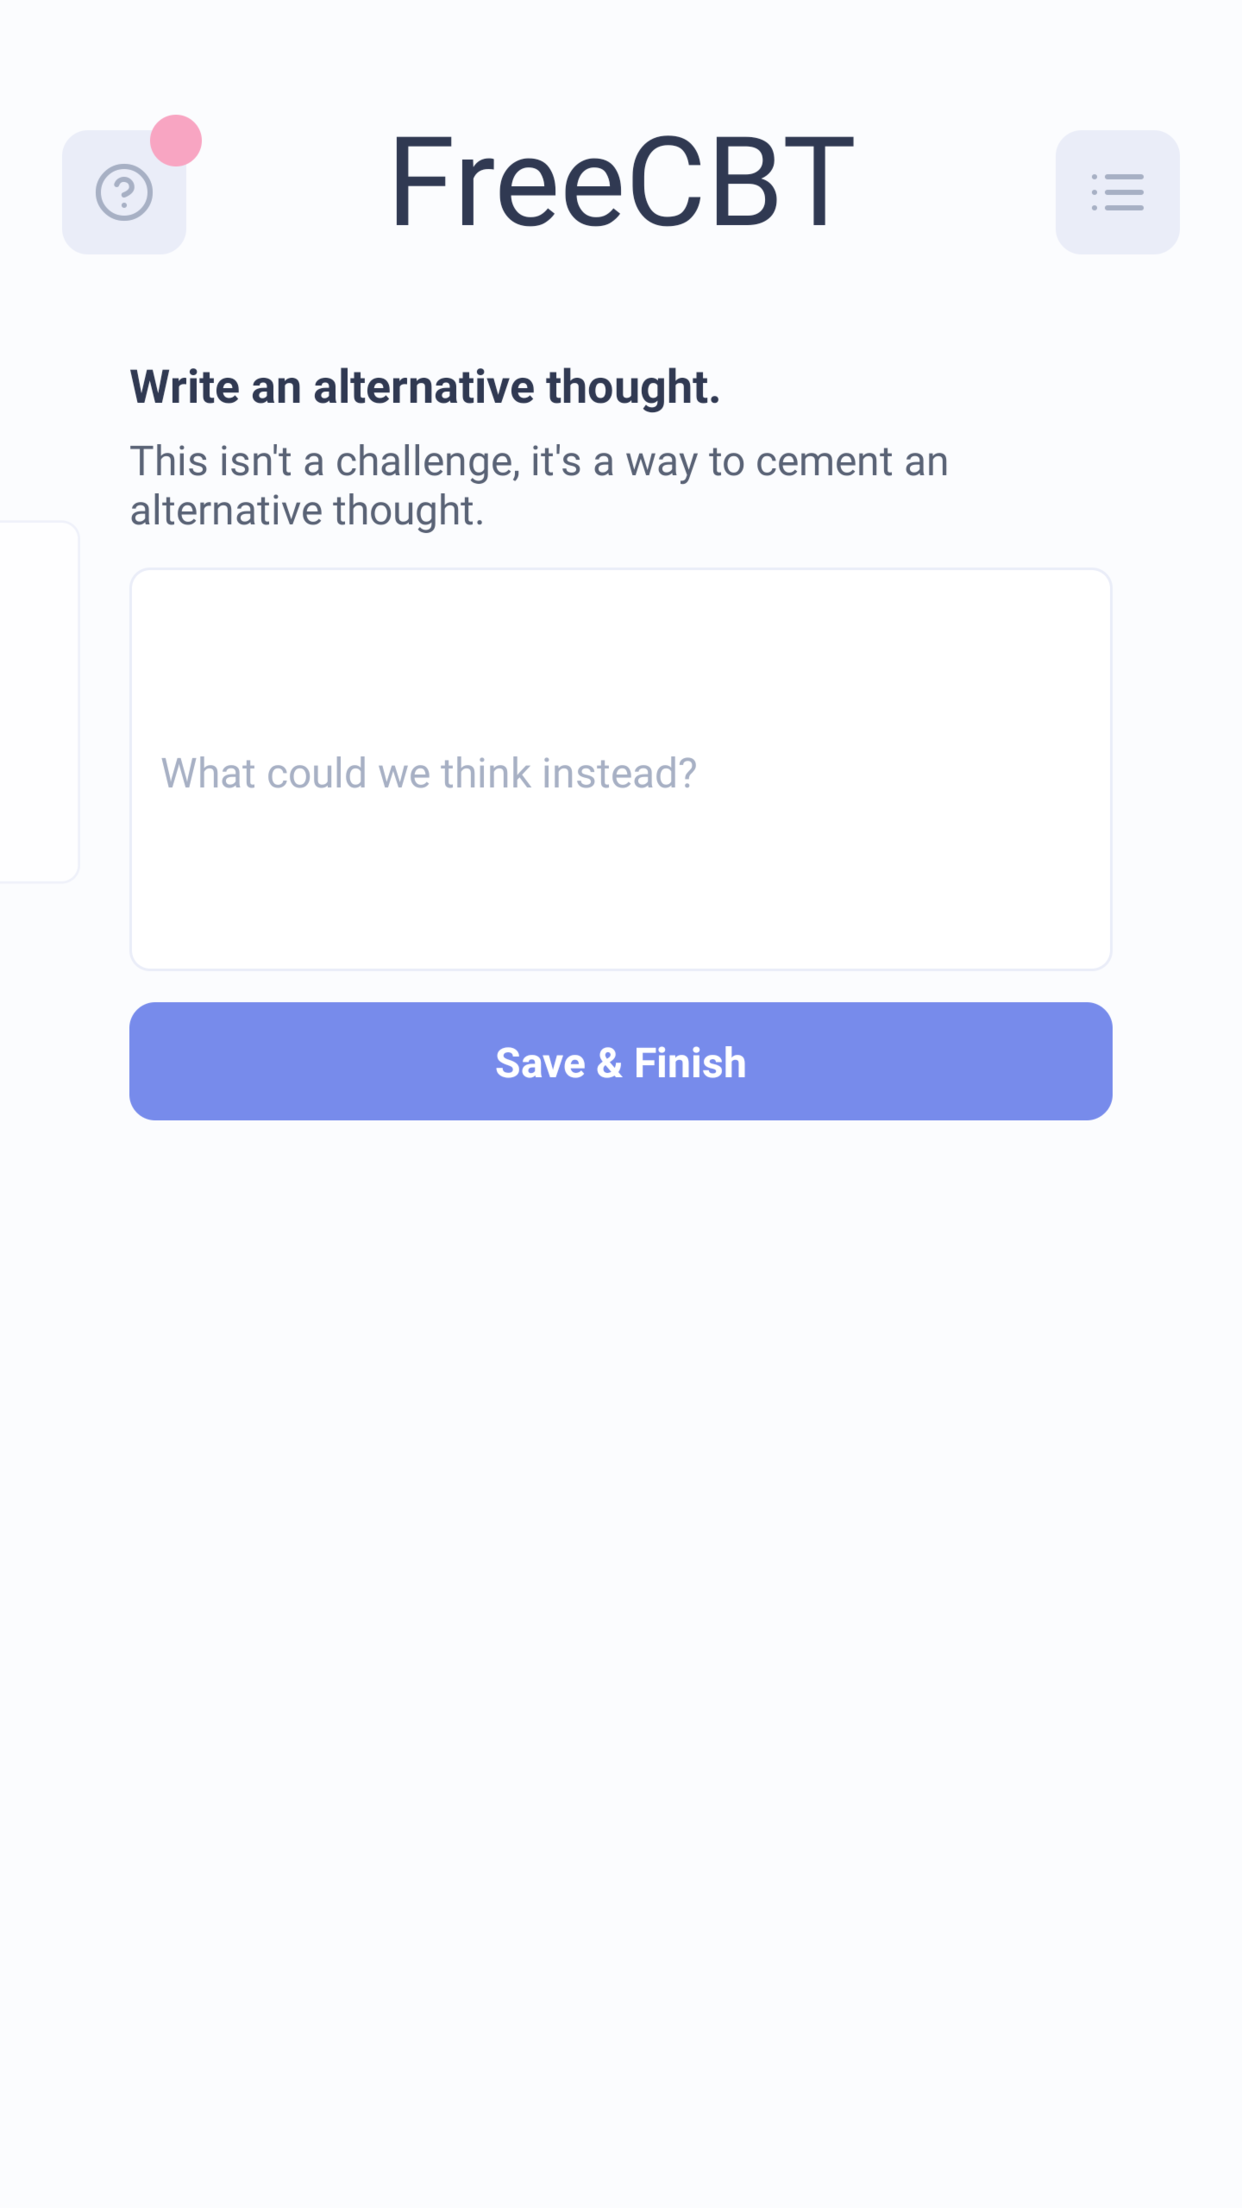 FreeCBT
Write an alternative thought.
This isn't a challenge, it's a way to cement an
alternative thought.
What could we think instead?
Save & Finish